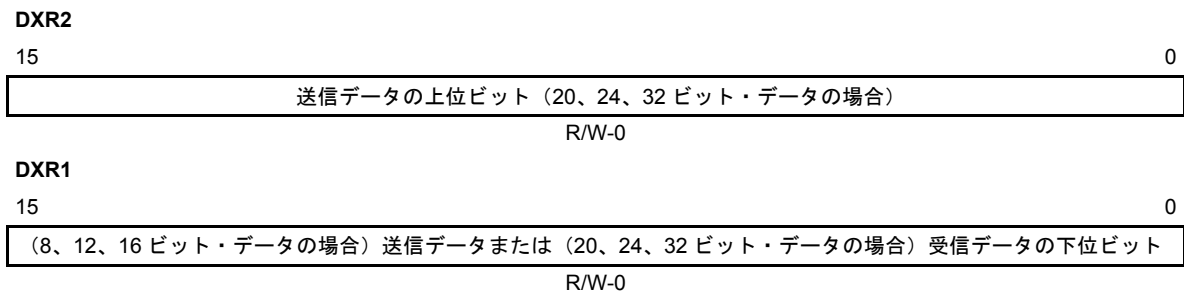 DXR2
15 0
送信データの上位ビット（20、24、32 ビット・データの場合）
R/W-0
DXR1
15 0
（8、12、16 ビット・データの場合）送信データまたは（20、24、32 ビット・データの場合）受信データの下位ビット
R/W-0